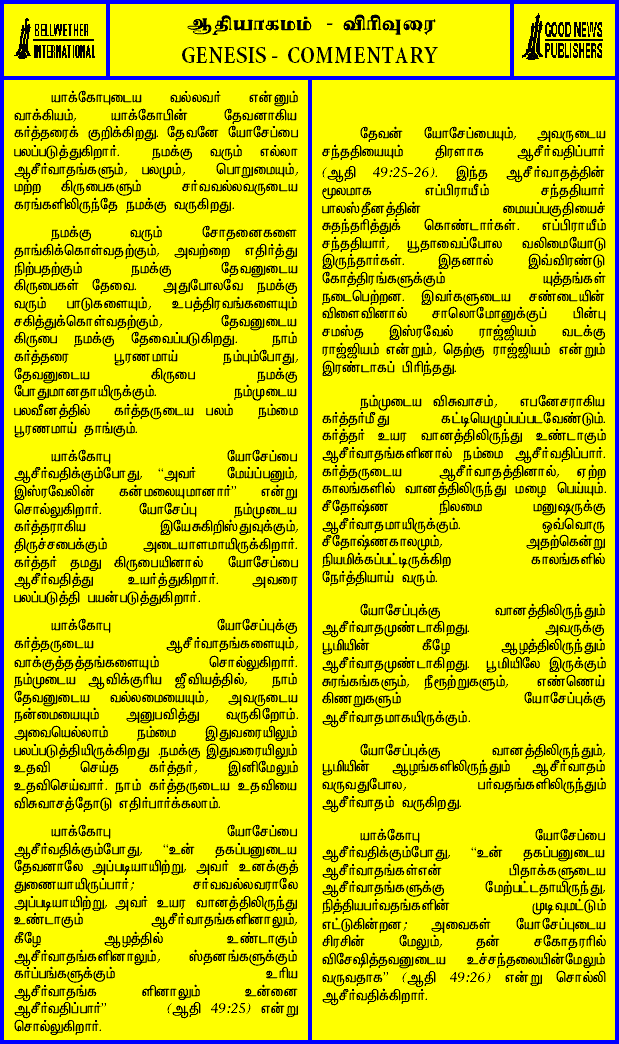 BELLWETHER
INTERNATIONAL
ஆதியாகமம் - விரிவுரை
GENESIS - COMMENTARY
GOOD NEWS
PUBLISHERS
யாக்கோபுடைய வல்லவர் என்னும்
வாக்கியம், யாக்கோபின் தேவனாகிய
கர்த்தரைக் குறிக்கிறது. தேவனே யோசேப்பை
பலப்படுத்துகிறார். நமக்கு வரும் எல்லா
ஆசீர்வாதங்களும், பலமும், பொறுமையும்,
மற்ற கிருபைகளும் சர்வவல்லவருடைய
கரங்களிலிருந்தே நமக்கு வருகிறது.
நமக்கு வரும் சோதனைகளை
தாங்கிக்கொள்வதற்கும், அவற்றை எதிர்த்து
நிற்பதற்கும் நமக்கு தேவனுடைய
கிருபைகள் தேவை. அதுபோலவே நமக்கு
வரும் பாடுகளையும், உபத்திரவங்களையும்
சகித்துக்கொள்வதற்கும், தேவனுடைய
கிருபை நமக்கு தேவைப்படுகிறது. நாம்
கர்த்தரை பூரணமாய் நம்பும்போது,
தேவனுடைய கிருபை நமக்கு
போதுமானதாயிருக்கும். நம்முடைய
பலவீனத்தில் கர்த்தருடைய பலம் நம்மை
பூரணமாய் தாங்கும்.
யாக்கோபு யோசேப்பை
ஆசீர்வதிக்கும்போது, “அவர் மேய்ப்பனும்,
இஸ்ரவேலின் கன்மலையுமானார்” என்று
சொல்லுகிறார். யோசேப்பு நம்முடைய
கர்த்தராகிய இயேசுகிறிஸ்துவுக்கும்,
திருச்சபைக்கும் அடையாளமாயிருக்கிறார்.
கர்த்தர் தமது கிருபையினால் யோசேப்பை
ஆசீர்வதித்து உயர்த்துகிறார். அவரை
பலப்படுத்தி பயன்படுத்துகிறார்.
யாக்கோபு யோசேப்புக்கு
கர்த்தருடைய ஆசீர்வாதங்களையும்,
வாக்குத்தத்தங்களையும் சொல்லுகிறார்.
நம்முடைய ஆவிக்குரிய ஜீவியத்தில், நாம்
தேவனுடைய வல்லமையையும், அவருடைய
நன்மையையும் அனுபவித்து வருகிறோம்.
அவையெல்லாம் நம்மை இதுவரையிலும்
பலப்படுத்தியிருக்கிறது .நமக்கு இதுவரையிலும்
உதவி செய்த கர்த்தர், இனிமேலும்
உதவிசெய்வார். நாம் கர்த்தருடைய உதவியை
விசுவாசத்தோடு எதிர்பார்க்கலாம்.
யாக்கோபு யோசேப்பை
ஆசீர்வதிக்கும்போது, “உன் தகப்பனுடைய
தேவனாலே அப்படியாயிற்று, அவர் உனக்குத்
துணையாயிருப்பார்; சர்வவல்லவராலே
அப்படியாயிற்று, அவர் உயர வானத்திலிருந்து
உண்டாகும் ஆசீர்வாதங்களினாலும்,
கீழே ஆழத்தில் உண்டாகும்
ஆசீர்வாதங்களினாலும், ஸ்தனங்களுக்கும்
கர்ப்பங்களுக்கும் உரிய
ஆசீர்வாதங்க ளினாலும் உன்னை
ஆசீர்வதிப்பார்” (ஆதி 49:25) என்று
சொல்லுகிறார்.
தேவன் யோசேப்பையும், அவருடைய
சந்ததியையும் திரளாக ஆசீர்வதிப்பார்
(ஆதி 49:25-26). இந்த ஆசீர்வாதத்தின்
மூலமாக எப்பிராயீம் சந்ததியார்
பாலஸ்தீனத்தின் மையப்பகுதியைச்
சுதந்தரித்துக் கொண்டார்கள். எப்பிராயீம்
சந்ததியார், யூதாவைப்போல வலிமையோடு
இருந்தார்கள். இதனால் இவ்விரண்டு
கோத்திரங்களுக்கும் யுத்தங்கள்
நடைபெற்றன. இவர்களுடைய சண்டையின்
விளைவினால் சாலொமோனுக்குப் பின்பு
சமஸ்த இஸ்ரவேல் ராஜ்ஜியம் வடக்கு
ராஜ்ஜியம் என்றும், தெற்கு ராஜ்ஜியம் என்றும்
இரண்டாகப் பிரிந்தது.
நம்முடைய விசுவாசம், எபனேசராகிய
கர்த்தர்மீது கட்டியெழுப்பப்படவேண்டும்.
கர்த்தர் உயர வானத்திலிருந்து உண்டாகும்
ஆசீர்வாதங்களினால் நம்மை ஆசீர்வதிப்பார்.
கர்த்தருடைய ஆசீர்வாதத்தினால், ஏற்ற
காலங்களில் வானத்திலிருந்து மழை பெய்யும்.
சீதோஷ்ண நிலமை மனுஷருக்கு
ஆசீர்வாதமாயிருக்கும். ஒவ்வொரு
சீதோஷ்ணகாலமும், அதற்கென்று
நியமிக்கப்பட்டிருக்கிற காலங்களில்
நேர்த்தியாய் வரும்.
யோசேப்புக்கு வானத்திலிருந்தும்
ஆசீர்வாதமுண்டாகிறது. அவருக்கு
பூமியின் கீழே ஆழத்திலிருந்தும்
ஆசீர்வாதமுண்டாகிறது. பூமியிலே இருக்கும்
சுரங்கங்களும், நீரூற்றுகளும், எண்ணெய்
கிணறுகளும் யோசேப்புக்கு
ஆசீர்வாதமாகயிருக்கும்.
யோசேப்புக்கு வானத்திலிருந்தும்,
பூமியின் ஆழங்களிலிருந்தும் ஆசீர்வாதம்
வருவதுபோல, பர்வதங்களிலிருந்தும்
ஆசீர்வாதம் வருகிறது.
யாக்கோபு யோசேப்பை
ஆசீர்வதிக்கும்போது, “உன் தகப்பனுடைய
ஆசீர்வாதங்கள்என் பிதாக்களுடைய
ஆசீர்வாதங்களுக்கு மேற்பட்டதாயிருந்து,
நித்தியபர்வதங்களின் முடிவுமட்டும்
எட்டுகின்றன; அவைகள் யோசேப்புடைய
சிரசின் மேலும், தன் சகோதரரில்
விசேஷித்தவனுடைய உச்சந்தலையின்மேலும்
வருவதாக” (ஆதி 49:26) என்று சொல்லி
ஆசீர்வதிக்கிறார்.